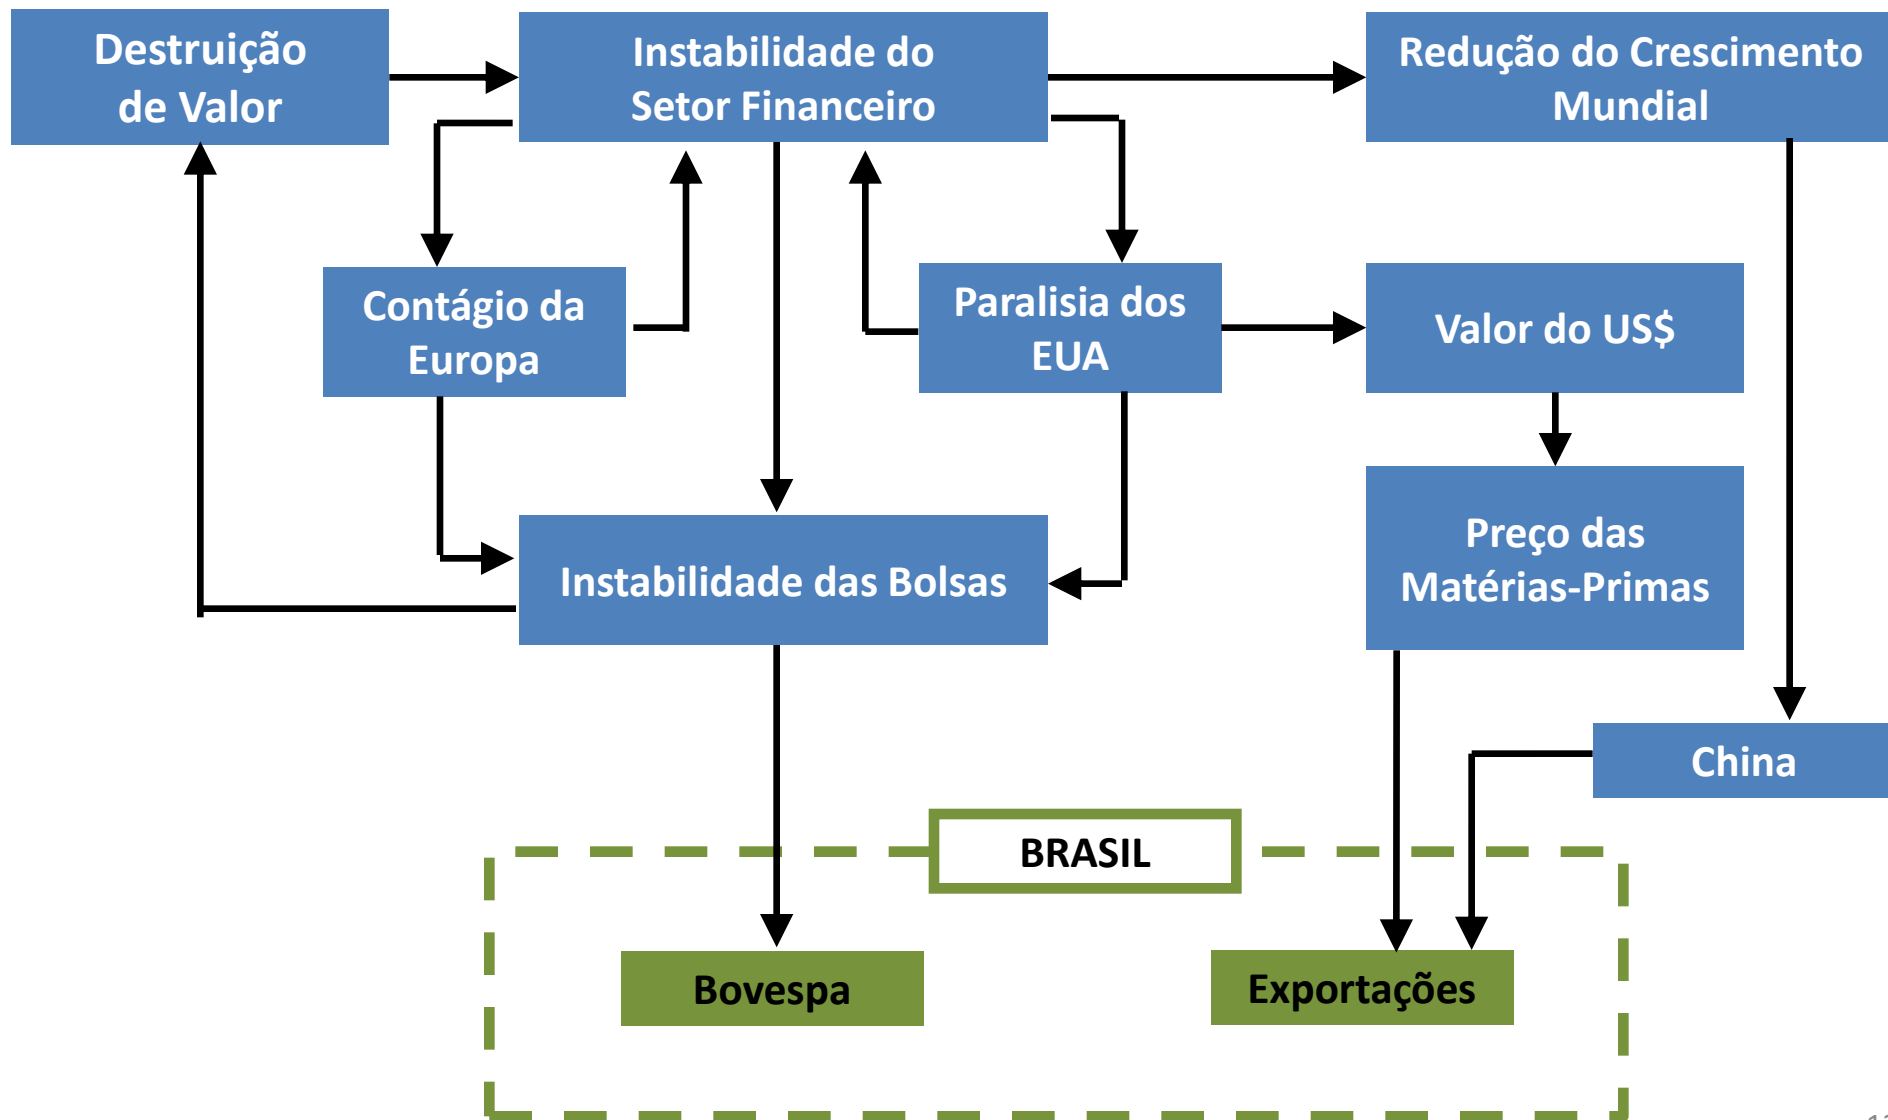 Destruição
de Valor
Instabilidade do
Setor Financeiro
Redução do Crescimento
Mundial
Contágio da
Europa
Paralisia dos
EUA
Valor do US$
Instabilidade das Bolsas
Preço das
Matérias-Primas
China
BRASIL
Bovespa
Exportações